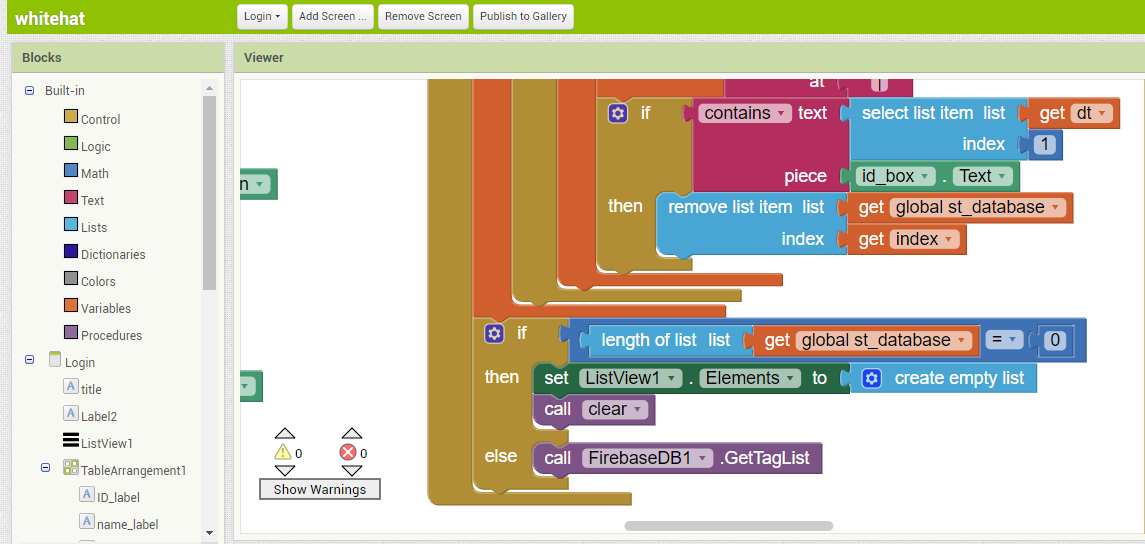 whitehat
Login
Add Screen ...
Remove Screen
Publish to Gallery
Blocks
Viewer
Built-in
Control
Logic
Math
Text
Lists
Dictionaries
Colors
Variables
Procedures
Login
A title
A Label2
ListView1
TableArrangement1
A ID_label
A name_label
n
at |
if contains text select list item list get dt
index 1
piece id_box . Text
then remove list item list get global st_database
index get index
if length of list list get global st_database = 0
then set ListView1 . Elements to create empty list
call clear
else call FirebaseDB1 .GetTagList
0 0
Show Warnings